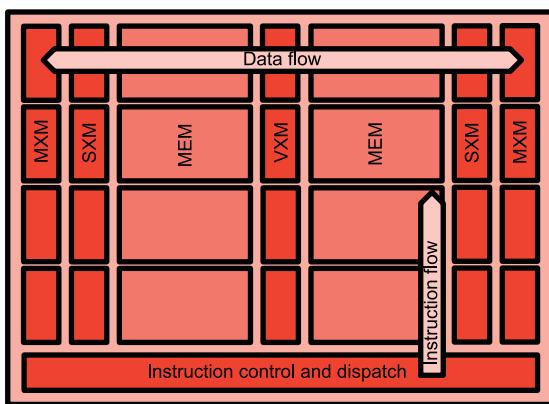 Data flow
MXM
SXM
MEM
VXM
MEM
SXM
MXM
Instruction flow
Instruction control and dispatch